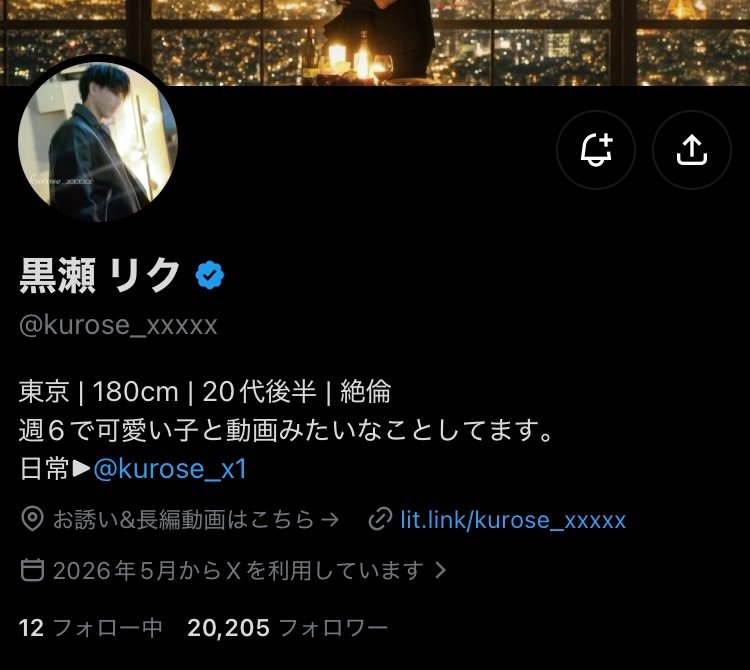 kurose_xxxxx
黒瀬 リク
@kurose_xxxxx
東京 | 180cm | 20代後半 | 絶倫
週6で可愛い子と動画みたいなことしてます。
日常▶@kurose_x1
お誘い&長編動画はこちら→ lit.link/kurose_xxxxx
2026年5月からXを利用しています
12 フォロー中 20,205 フォロワー